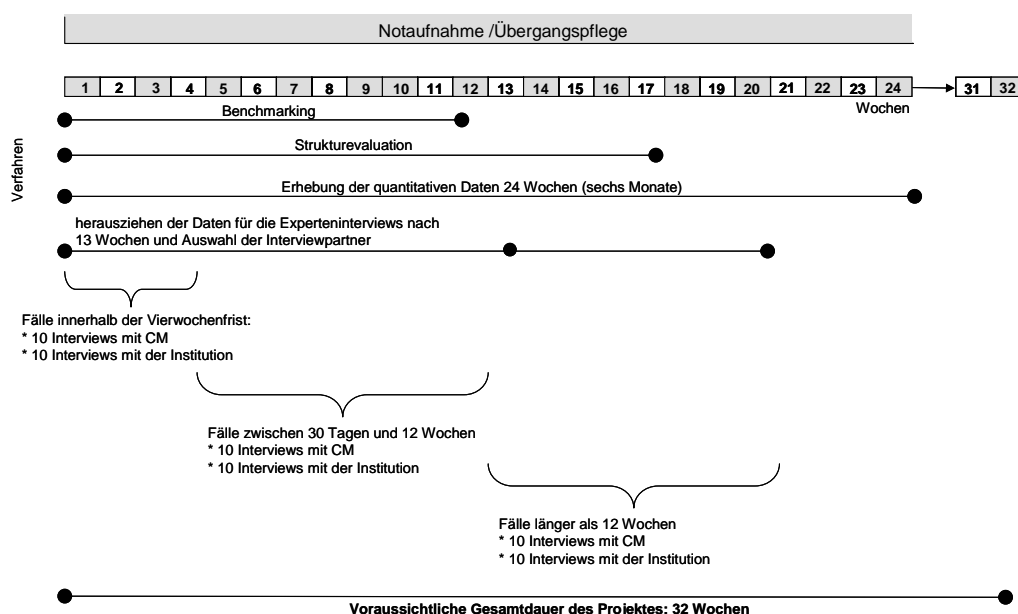 Notaufnahme /Übergangspflege
1 2 3 4 5 6 7 8 9 10 11 12 13 14 15 16 17 18 19 20 21 22 23 24 31 32
Wochen
Verfahren
Benchmarking
Strukturevaluation
Erhebung der quantitativen Daten 24 Wochen (sechs Monate)
herausziehen der Daten für die Experteninterviews nach
13 Wochen und Auswahl der Interviewpartner
Fälle innerhalb der Vierwochenfrist:
* 10 Interviews mit CM
* 10 Interviews mit der Institution
Fälle zwischen 30 Tagen und 12 Wochen
* 10 Interviews mit CM
* 10 Interviews mit der Institution
Fälle länger als 12 Wochen
* 10 Interviews mit CM
* 10 Interviews mit der Institution
Voraussichtliche Gesamtdauer des Projektes: 32 Wochen